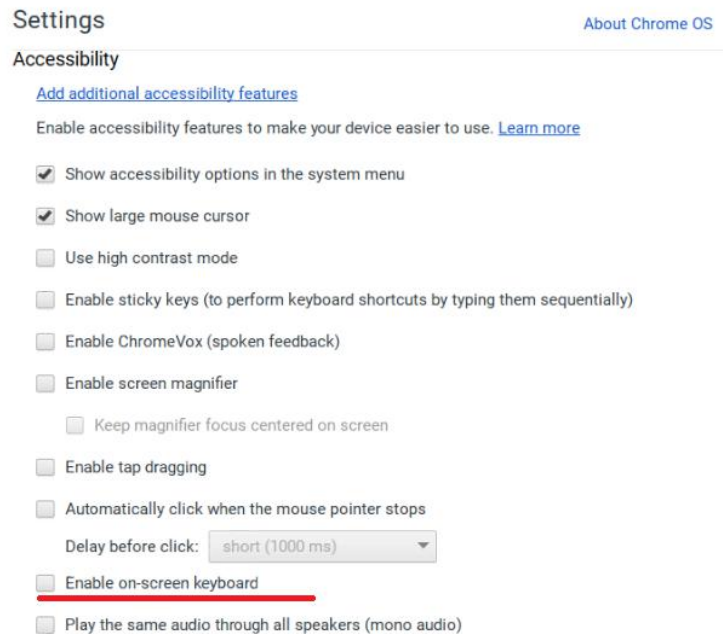 Settings
About Chrome OS
Accessibility
Add additional accessibility features
Enable accessibility features to make your device easier to use. Learn more
Show accessibility options in the system menu
Show large mouse cursor
Use high contrast mode
Enable sticky keys (to perform keyboard shortcuts by typing them sequentially)
Enable ChromeVox (spoken feedback)
Enable screen magnifier
Keep magnifier focus centered on screen
Enable tap dragging
Automatically click when the mouse pointer stops
Delay before click: short (1000 ms)
Enable on-screen keyboard
Play the same audio through all speakers (mono audio)